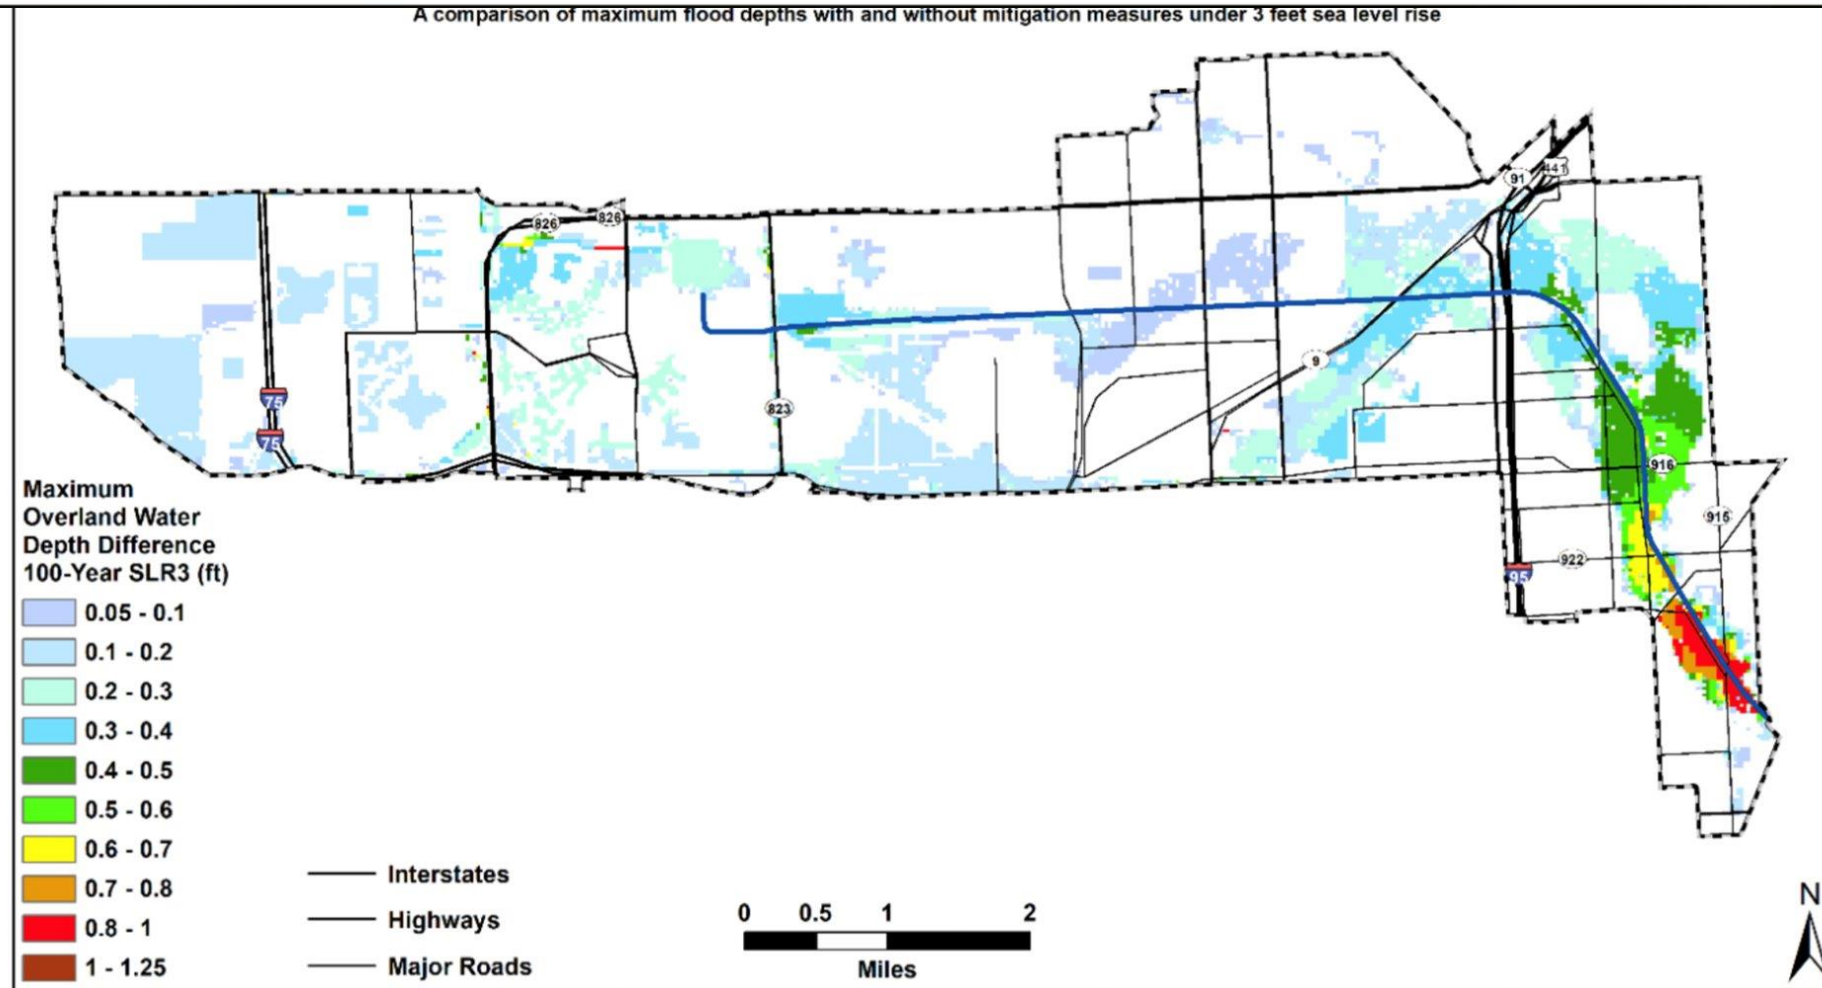 A comparison of maximum flood depths with and without mitigation measures under 3 feet sea level rise
91
441
826
826
75
75
823
9
916
915
922
95
Maximum
Overland Water
Depth Difference
100-Year SLR3 (ft)
0.05 - 0.1
0.1 - 0.2
0.2 - 0.3
0.3 - 0.4
0.4 - 0.5
0.5 - 0.6
0.6 - 0.7
0.7 - 0.8
0.8 - 1
1 - 1.25
Interstates
Highways
Major Roads
0 0.5 1 2
Miles
N